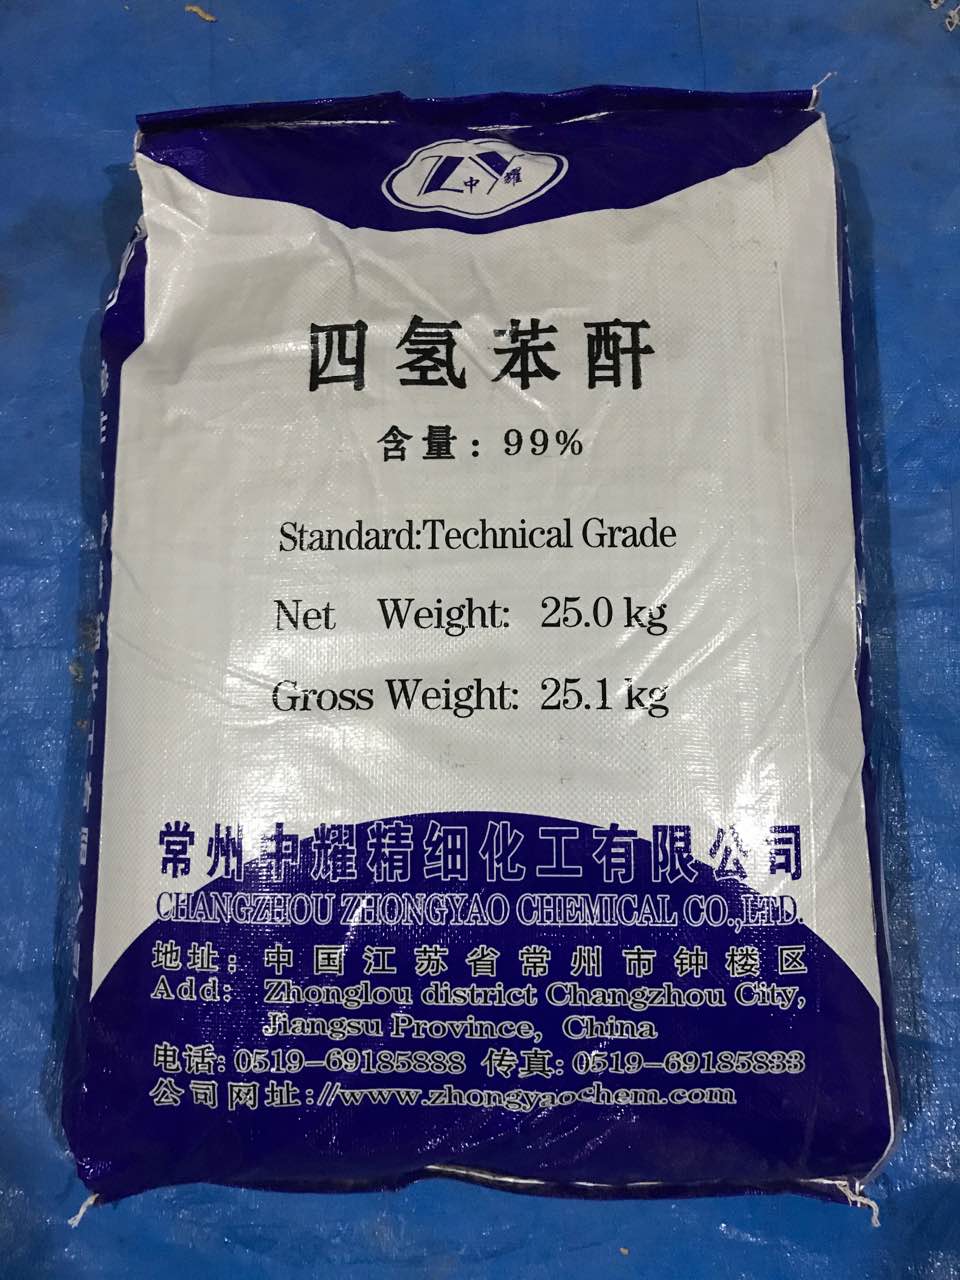 ZY中耀
四氢苯酐
含量：99%
Standard:Technical Grade
Net Weight: 25.0 kg
Gross Weight: 25.1 kg
常州中耀精细化工有限公司
CHANGZHOU ZHONGYAO CHEMICAL CO.,LTD.
地址：中国江苏省常州市钟楼区
Add: Zhonglou district Changzhou City,
Jiangsu Province, China
电话: 0519-69185888 传真: 0519-69185833
公司网址://www.zhongyaochem.com